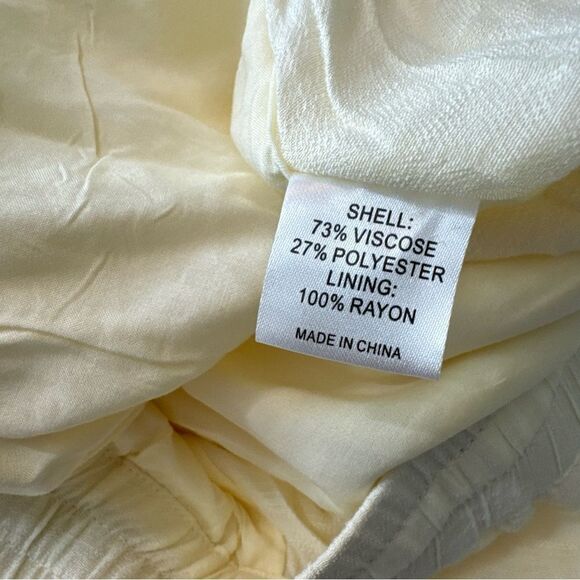 SHELL:
73% VISCOSE
27% POLYESTER
LINING:
100% RAYON
MADE IN CHINA